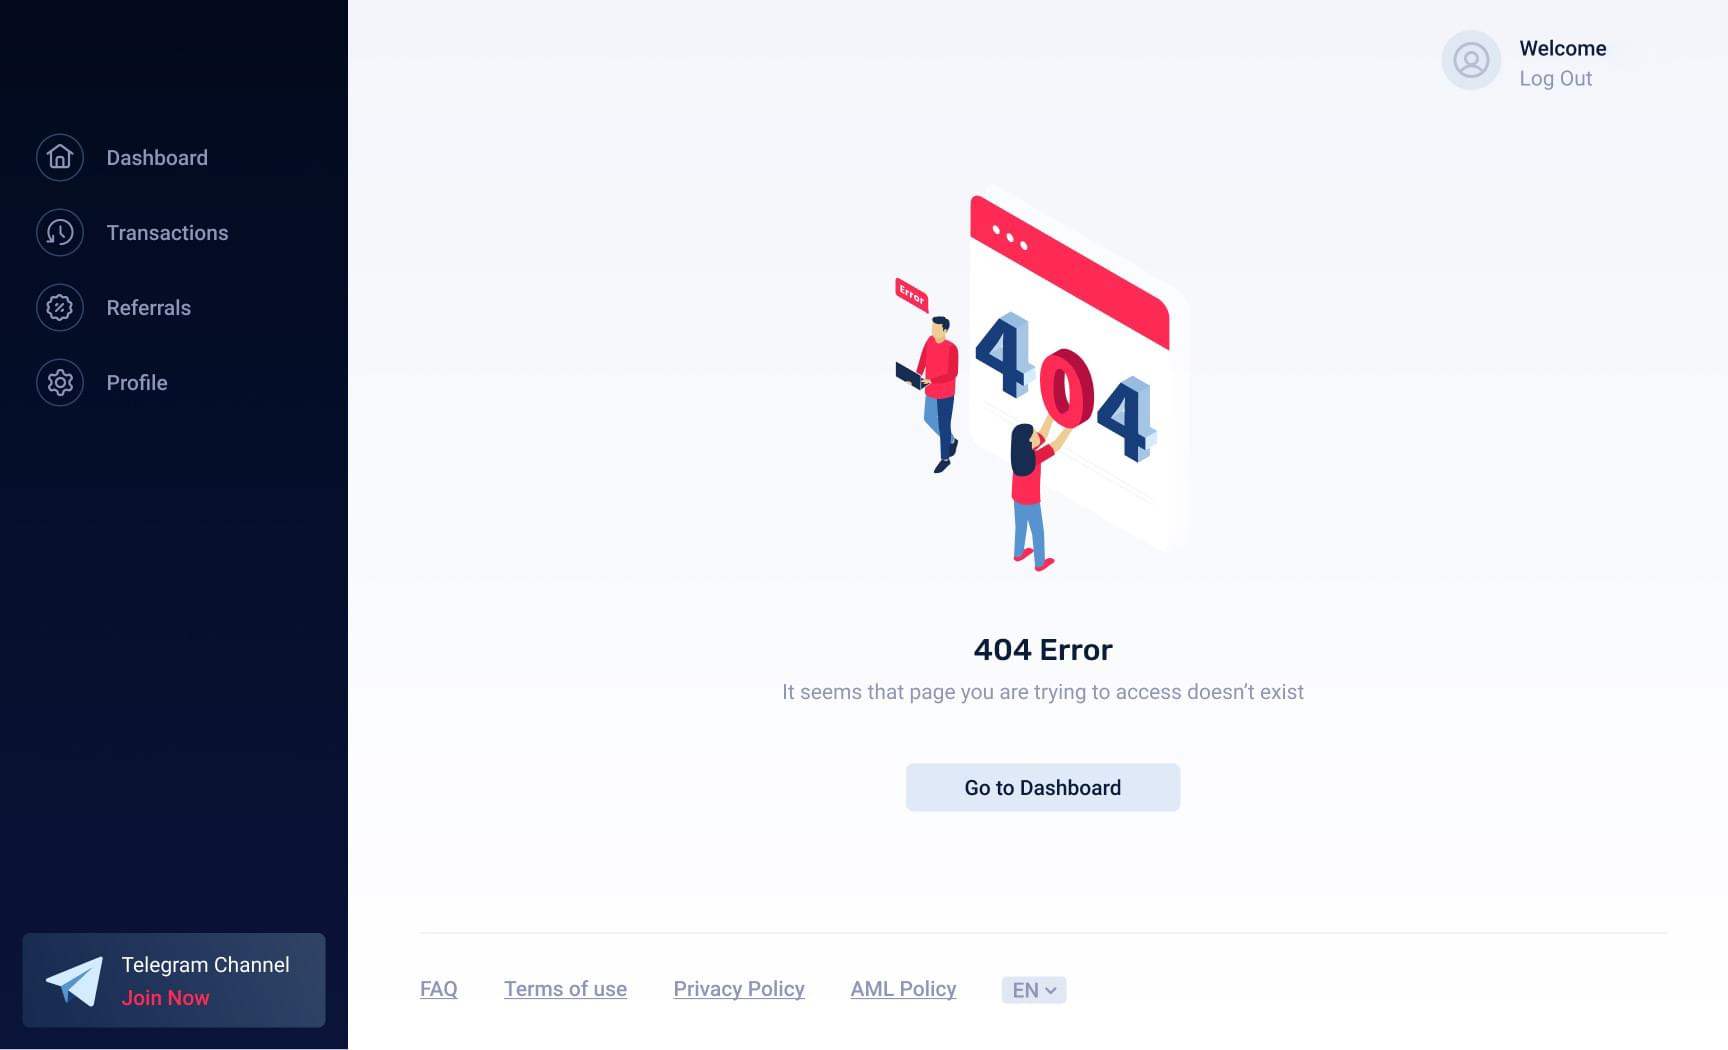 Welcome
Log Out
Dashboard
Transactions
Referrals
Profile
Error
404
404 Error
It seems that page you are trying to access doesn’t exist
Go to Dashboard
Telegram Channel
Join Now
FAQ
Terms of use
Privacy Policy
AML Policy
EN